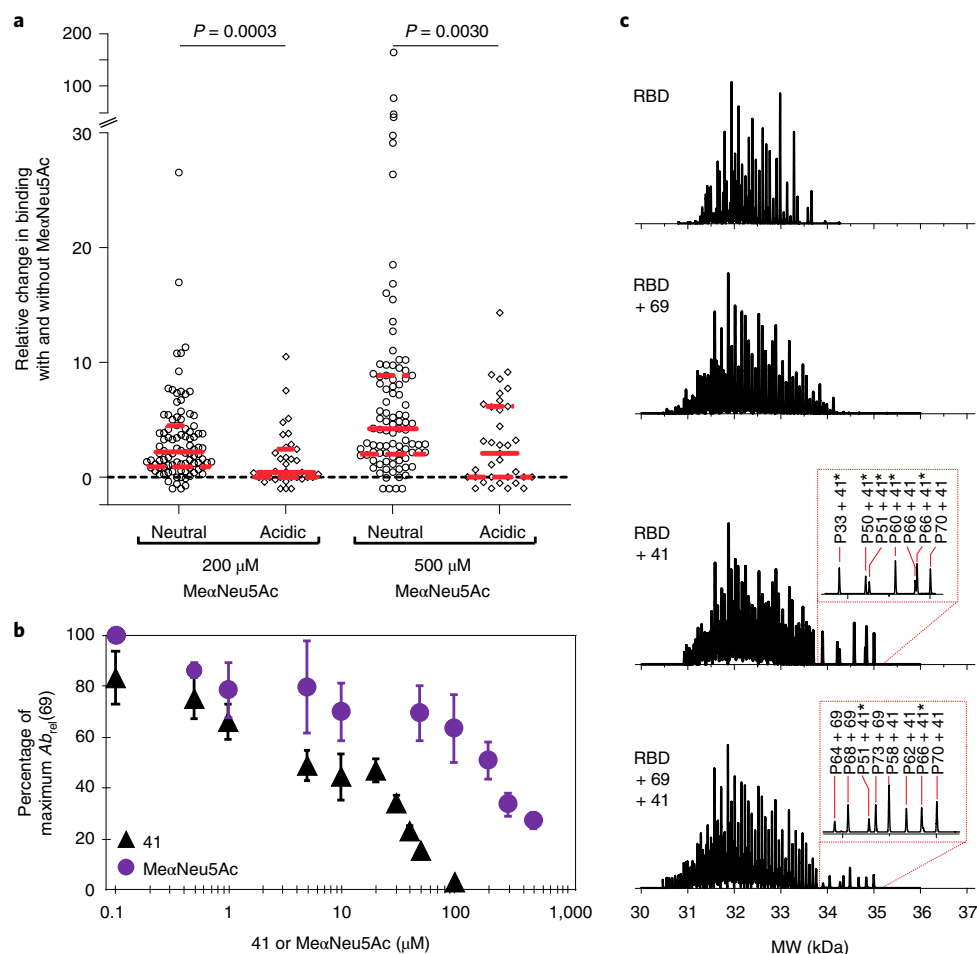 a
P = 0.0003
P = 0.0030
200
150
100
50
30
20
10
0
Relative change in binding
with and without MeαNeu5Ac
Neutral
Acidic
Neutral
Acidic
200 μM
MeαNeu5Ac
500 μM
MeαNeu5Ac
b
100
80
60
40
20
0
Percentage of
maximum Ab_rel(69)
41
MeαNeu5Ac
0.1
1
10
100
1,000
41 or MeαNeu5Ac (μM)
c
RBD
RBD
+ 69
RBD
+ 41
P33 + 41*
P50 + 41*
P51 + 41*
P60 + 41*
P66 + 41
P66 + 41*
P70 + 41
RBD
+ 69
+ 41
P64 + 69
P68 + 69
P51 + 41*
P73 + 69
P58 + 41
P62 + 41
P66 + 41*
P70 + 41
30
31
32
33
34
35
36
37
MW (kDa)